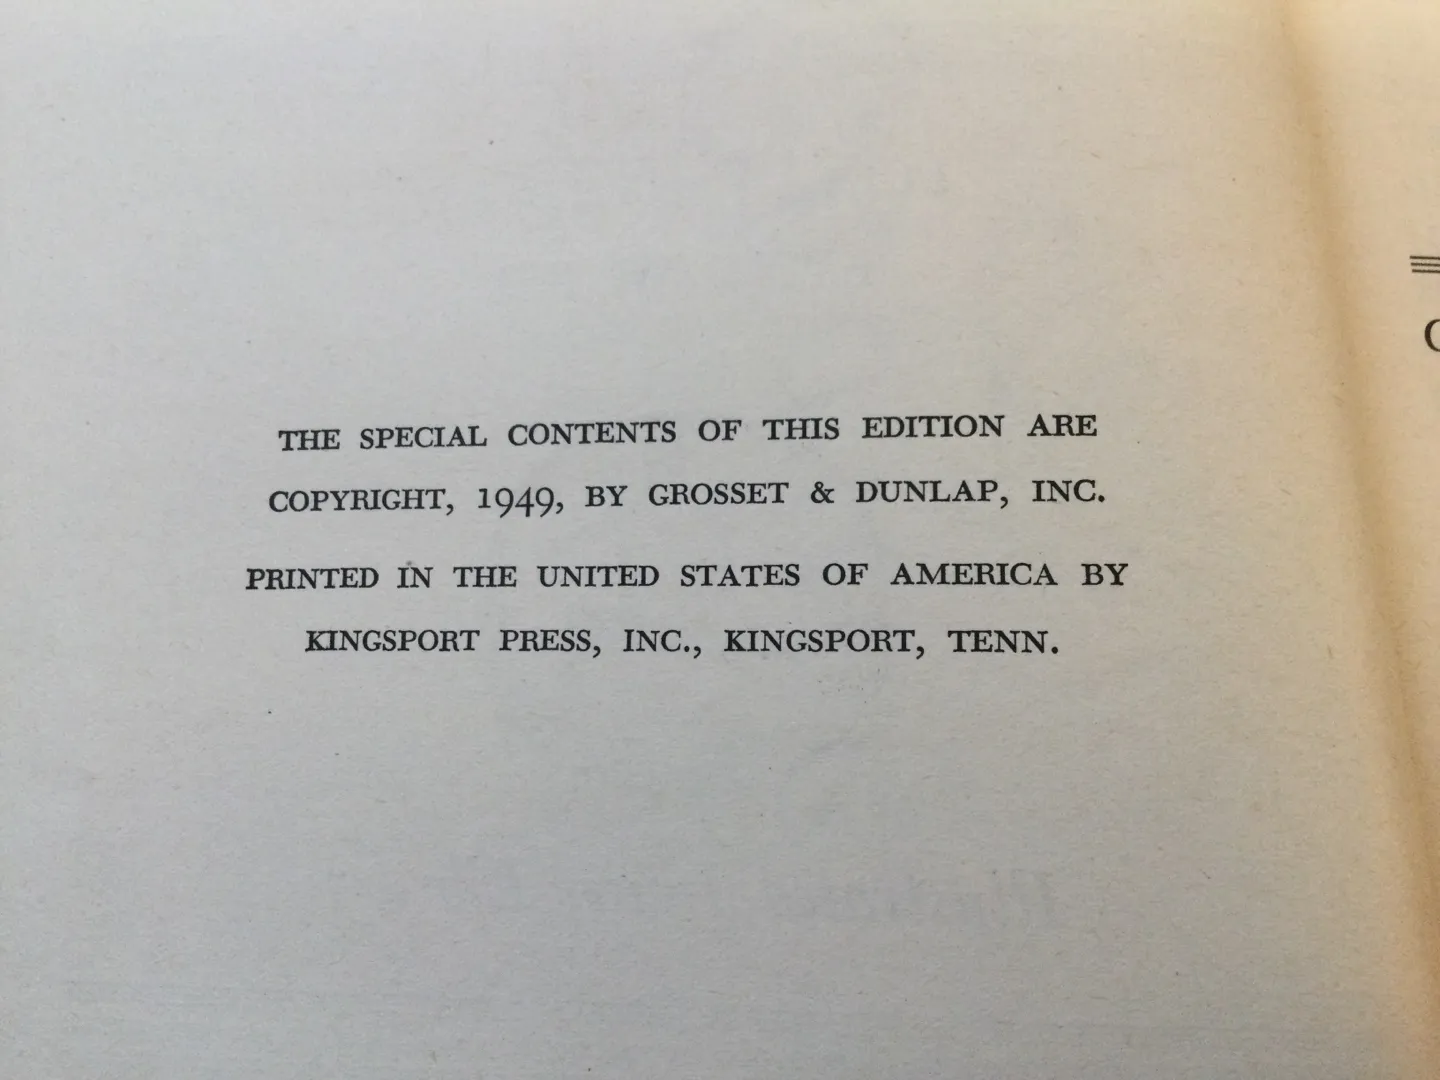 THE SPECIAL CONTENTS OF THIS EDITION ARE
COPYRIGHT, 1949, BY GROSSET & DUNLAP, INC.
PRINTED IN THE UNITED STATES OF AMERICA BY
KINGSPORT PRESS, INC., KINGSPORT, TENN.